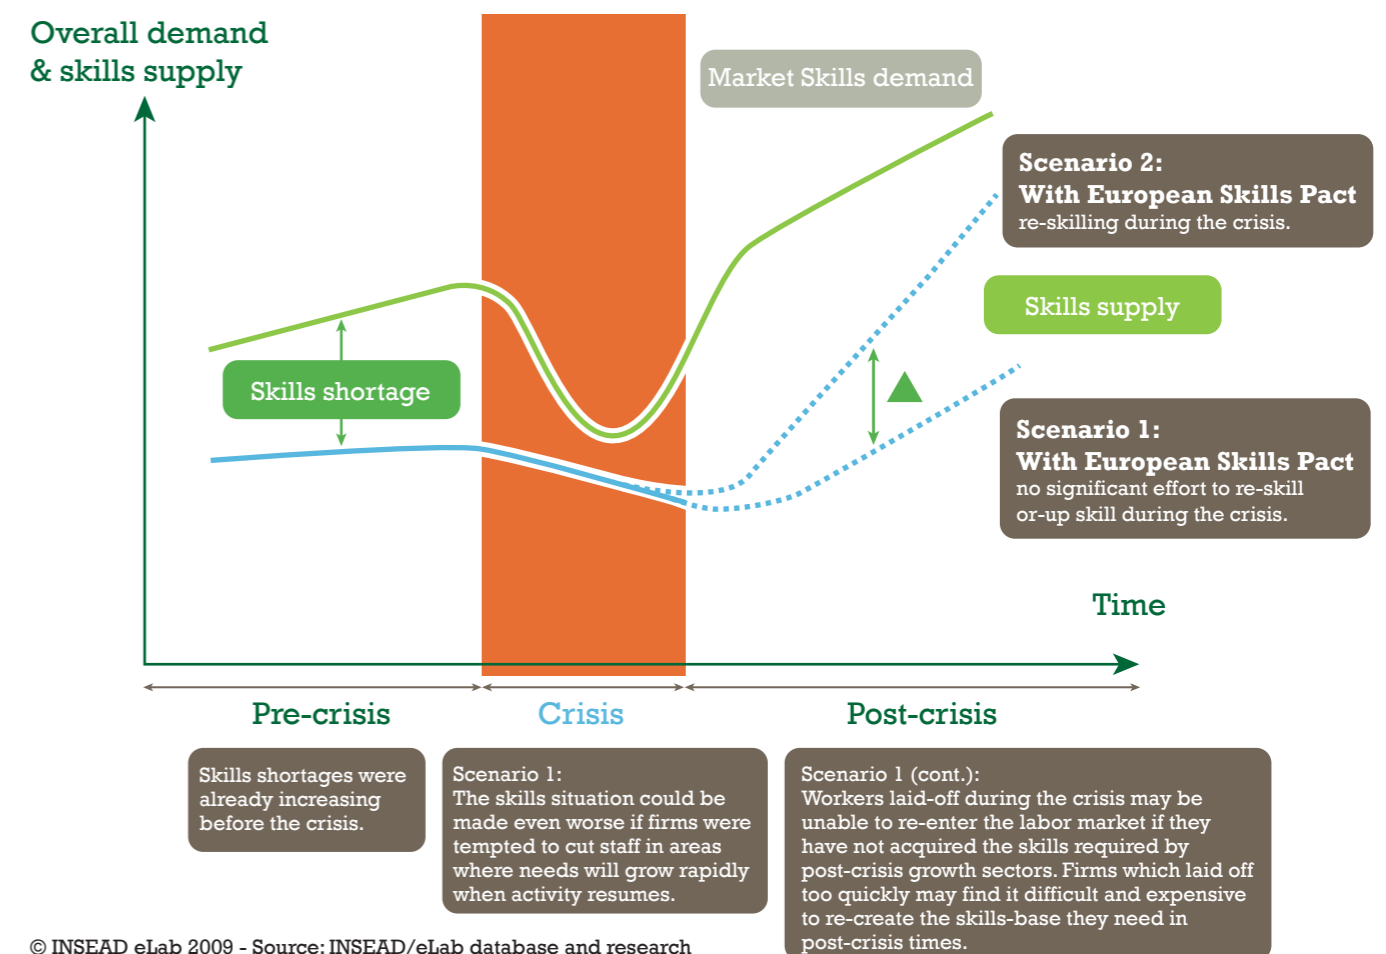 Overall demand
& skills supply
Market Skills demand
Scenario 2:
With European Skills Pact
re-skilling during the crisis.
Skills supply
Skills shortage
Scenario 1:
With European Skills Pact
no significant effort to re-skill
or-up skill during the crisis.
Time
Pre-crisis
Crisis
Post-crisis
Skills shortages were
already increasing
before the crisis.
Scenario 1:
The skills situation could be
made even worse if firms were
tempted to cut staff in areas
where needs will grow rapidly
when activity resumes.
Scenario 1 (cont.):
Workers laid-off during the crisis may be
unable to re-enter the labor market if they
have not acquired the skills required by
post-crisis growth sectors. Firms which laid off
too quickly may find it difficult and expensive
to re-create the skills-base they need in
post-crisis times.
© INSEAD eLab 2009 - Source: INSEAD/eLab database and research